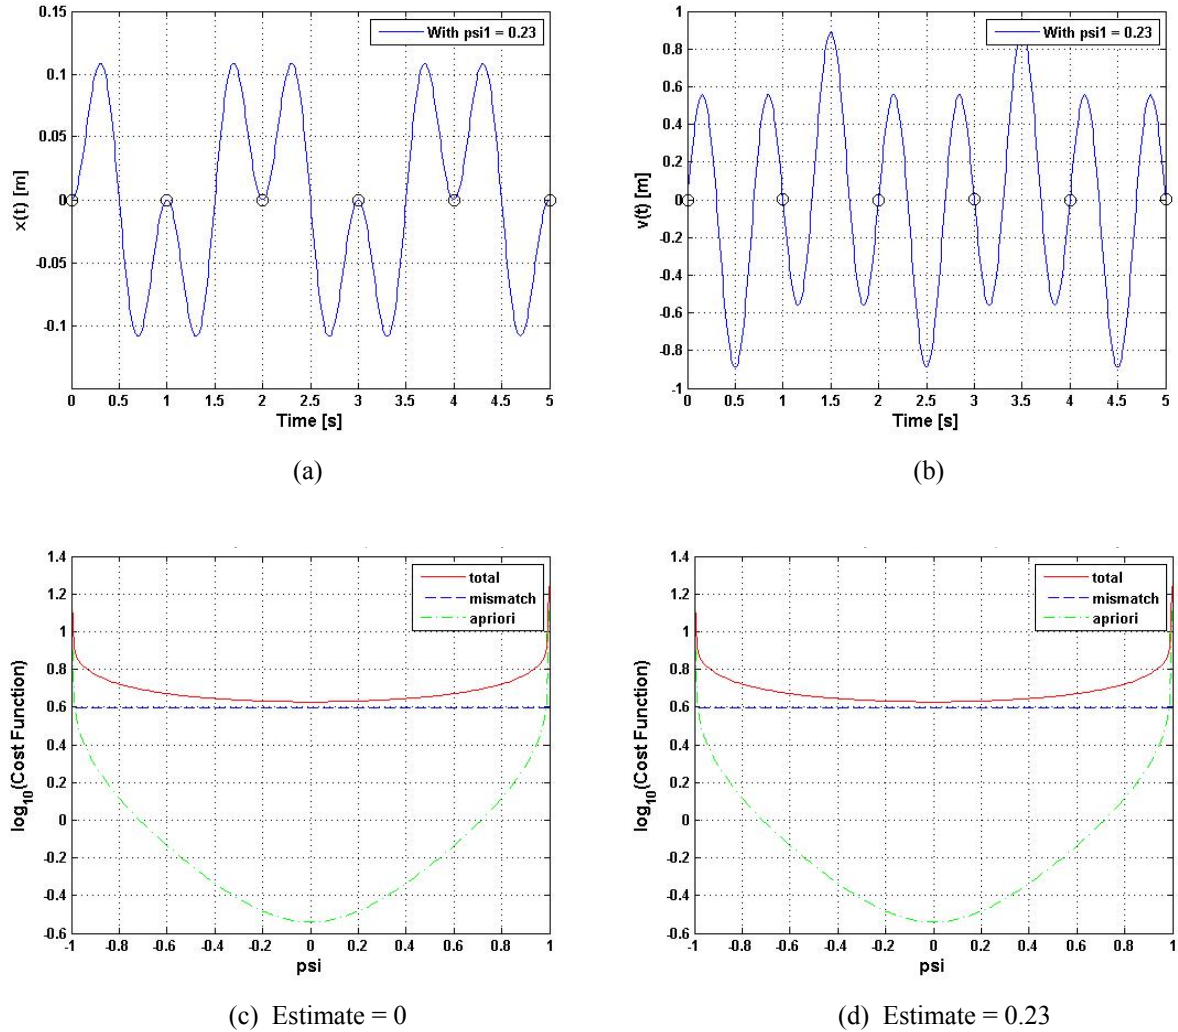 With psi1 = 0.23
0.15
0.1
0.05
0
-0.05
-0.1
x(t) [m]
0 0.5 1 1.5 2 2.5 3 3.5 4 4.5 5
Time [s]
(a)
With psi1 = 0.23
1
0.8
0.6
0.4
0.2
0
-0.2
-0.4
-0.6
-0.8
-1
v(t) [m]
0 0.5 1 1.5 2 2.5 3 3.5 4 4.5 5
Time [s]
(b)
total
mismatch
apriori
1.4
1.2
1
0.8
0.6
0.4
0.2
0
-0.2
-0.4
-0.6
log10(Cost Function)
-1 -0.8 -0.6 -0.4 -0.2 0 0.2 0.4 0.6 0.8 1
psi
(c) Estimate = 0
total
mismatch
apriori
1.4
1.2
1
0.8
0.6
0.4
0.2
0
-0.2
-0.4
-0.6
log10(Cost Function)
-1 -0.8 -0.6 -0.4 -0.2 0 0.2 0.4 0.6 0.8 1
psi
(d) Estimate = 0.23